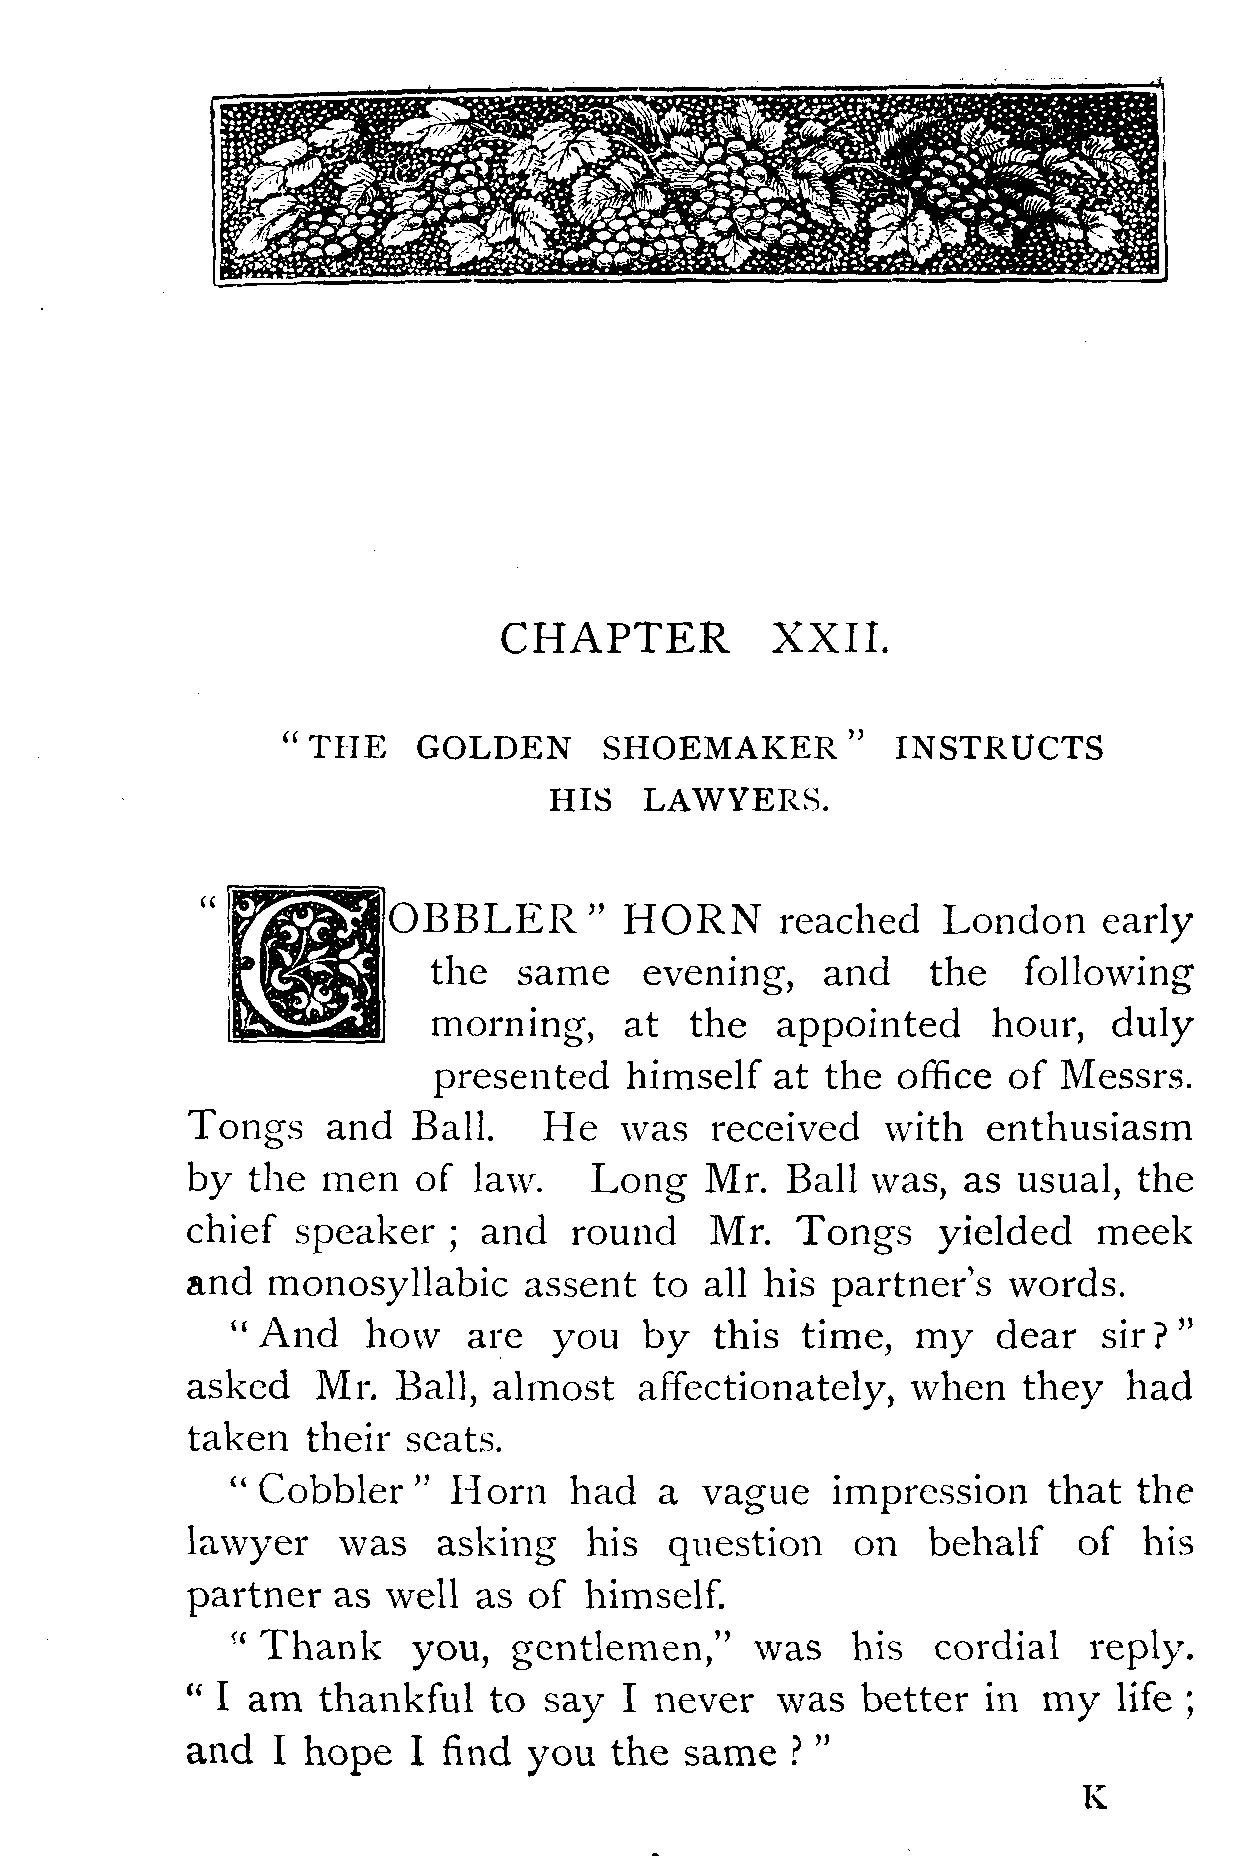 CHAPTER XXII.
"THE GOLDEN SHOEMAKER" INSTRUCTS
HIS LAWYERS.
"COBBLER" HORN reached London early
the same evening, and the following
morning, at the appointed hour, duly
presented himself at the office of Messrs.
Tongs and Ball. He was received with enthusiasm
by the men of law. Long Mr. Ball was, as usual, the
chief speaker ; and round Mr. Tongs yielded meek
and monosyllabic assent to all his partner's words.
"And how are you by this time, my dear sir?"
asked Mr. Ball, almost affectionately, when they had
taken their seats.
"Cobbler" Horn had a vague impression that the
lawyer was asking his question on behalf of his
partner as well as of himself.
"Thank you, gentlemen," was his cordial reply.
"I am thankful to say I never was better in my life ;
and I hope I find you the same ?"
K